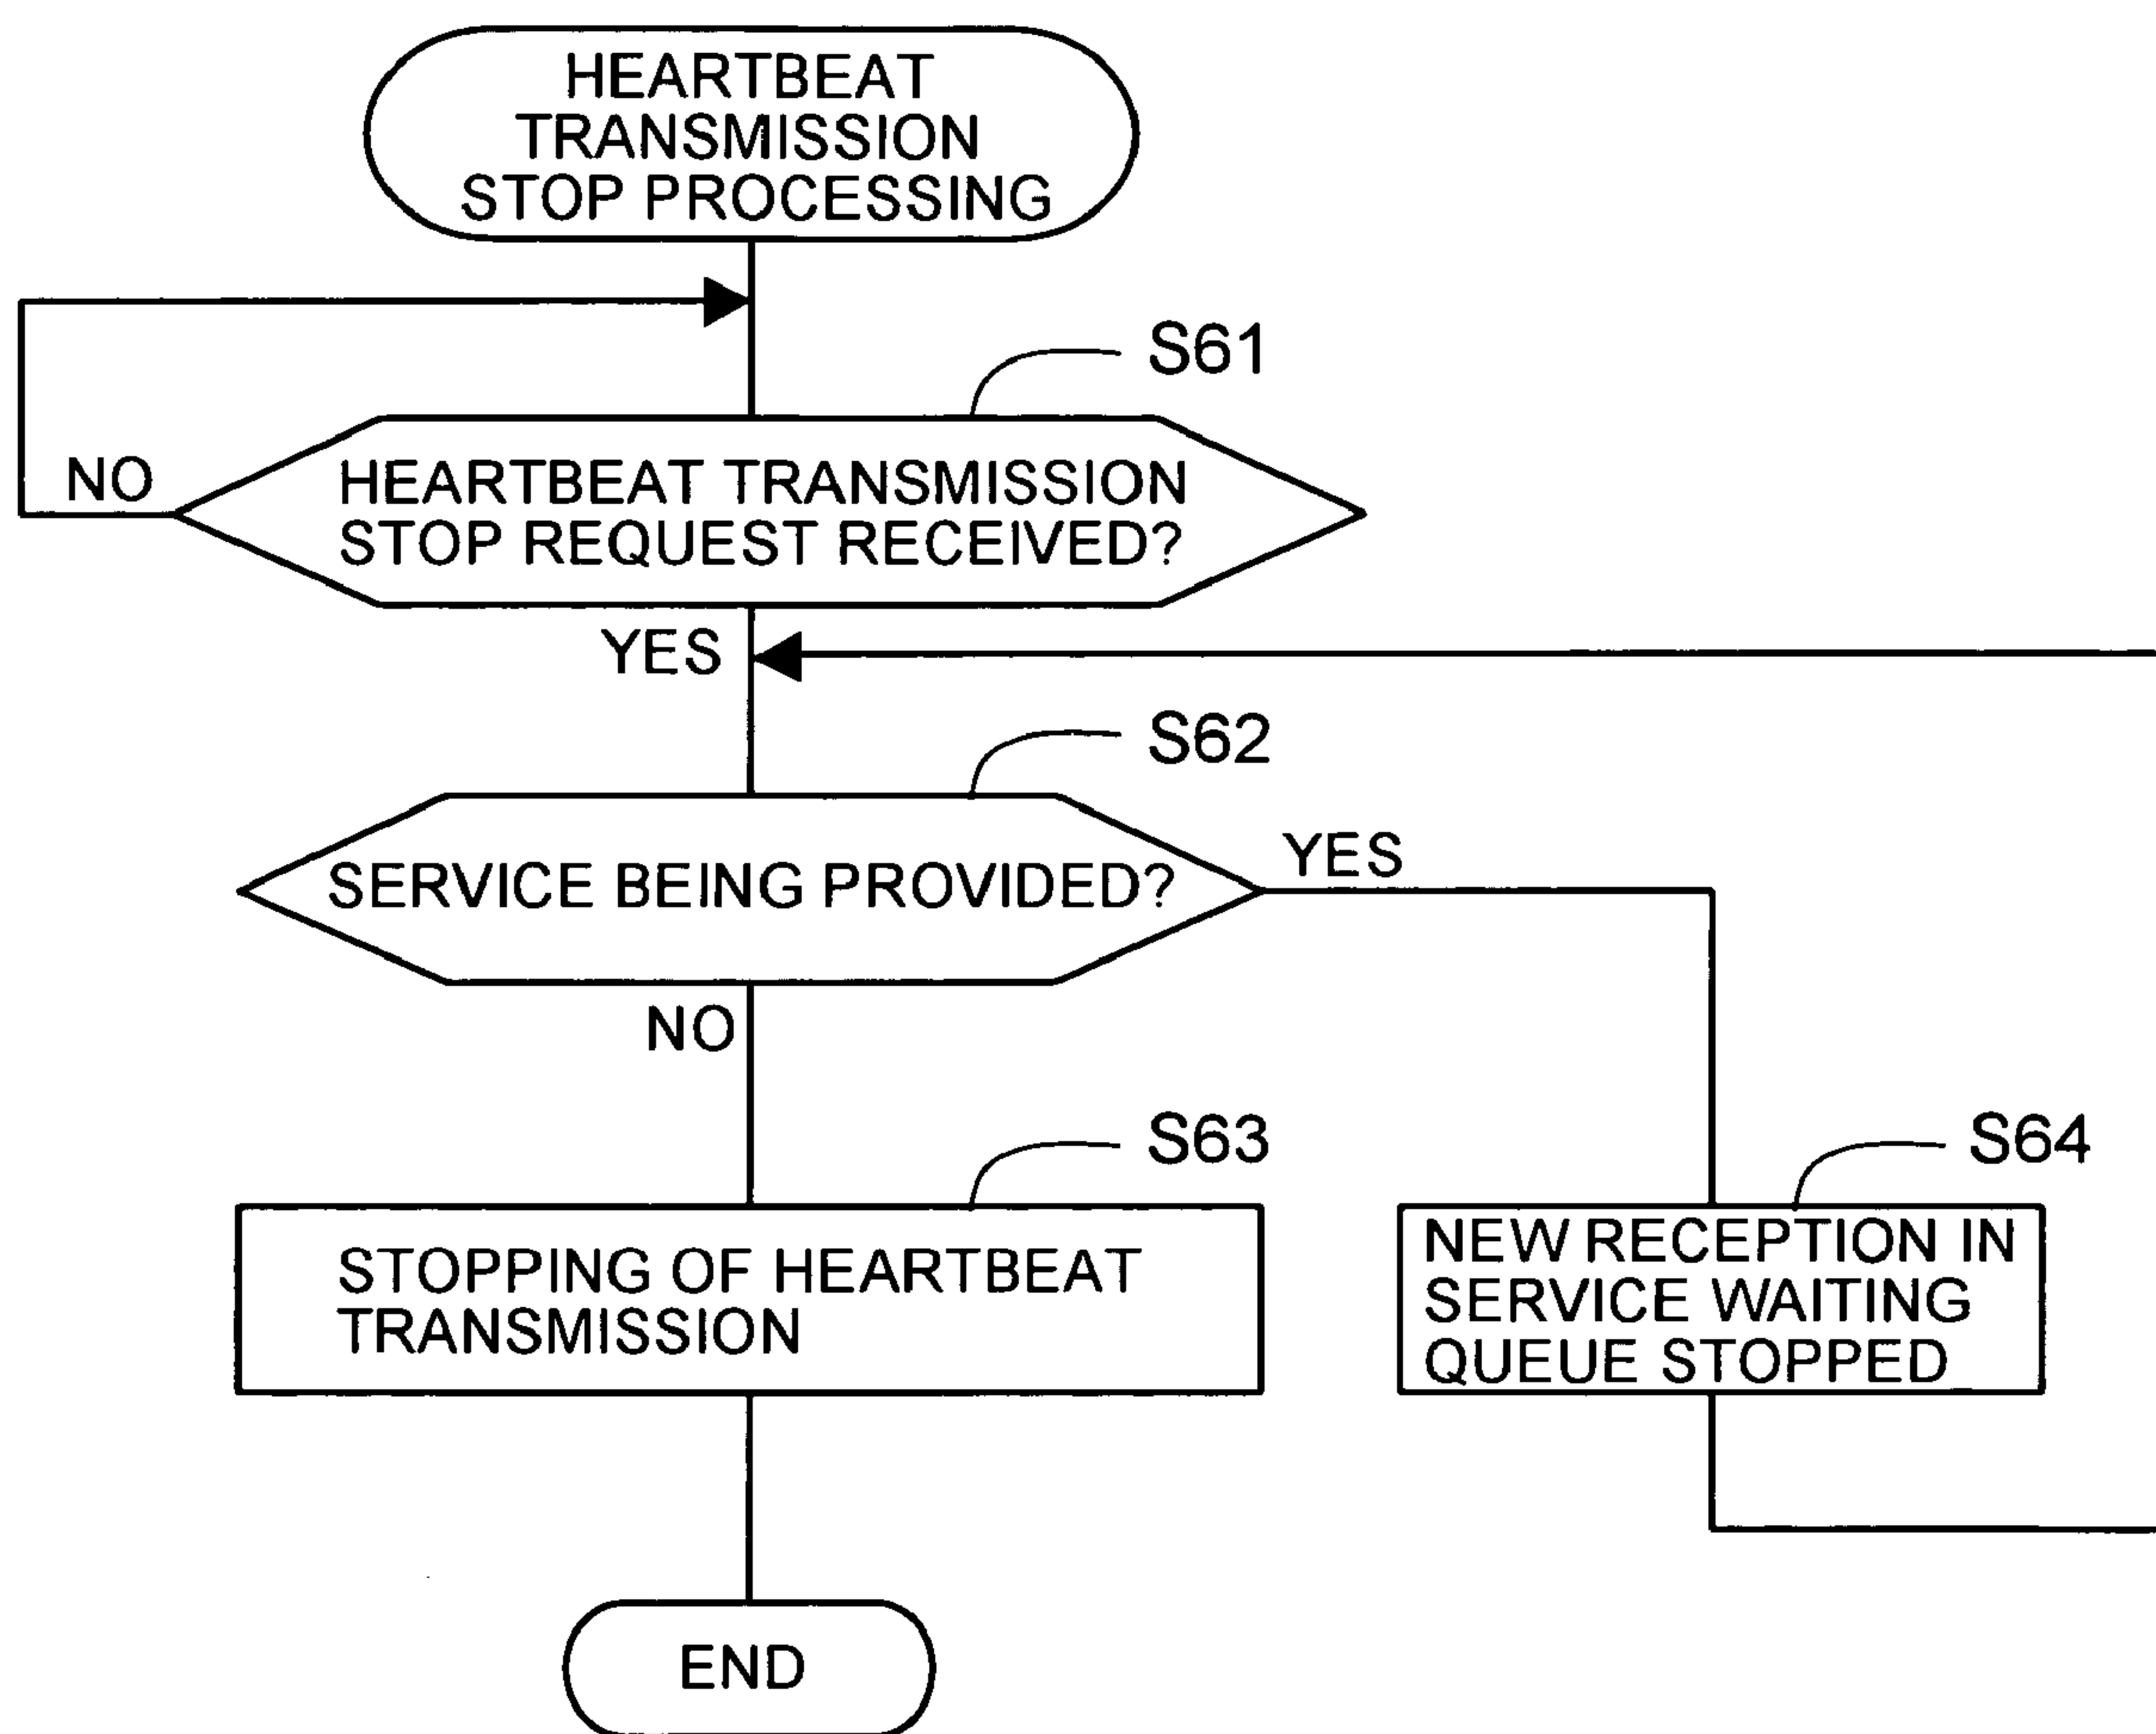 HEARTBEAT
TRANSMISSION
STOP PROCESSING
S61
NO
HEARTBEAT TRANSMISSION
STOP REQUEST RECEIVED?
YES
S62
SERVICE BEING PROVIDED?
YES
NO
S63
S64
STOPPING OF HEARTBEAT
TRANSMISSION
NEW RECEPTION IN
SERVICE WAITING
QUEUE STOPPED
END